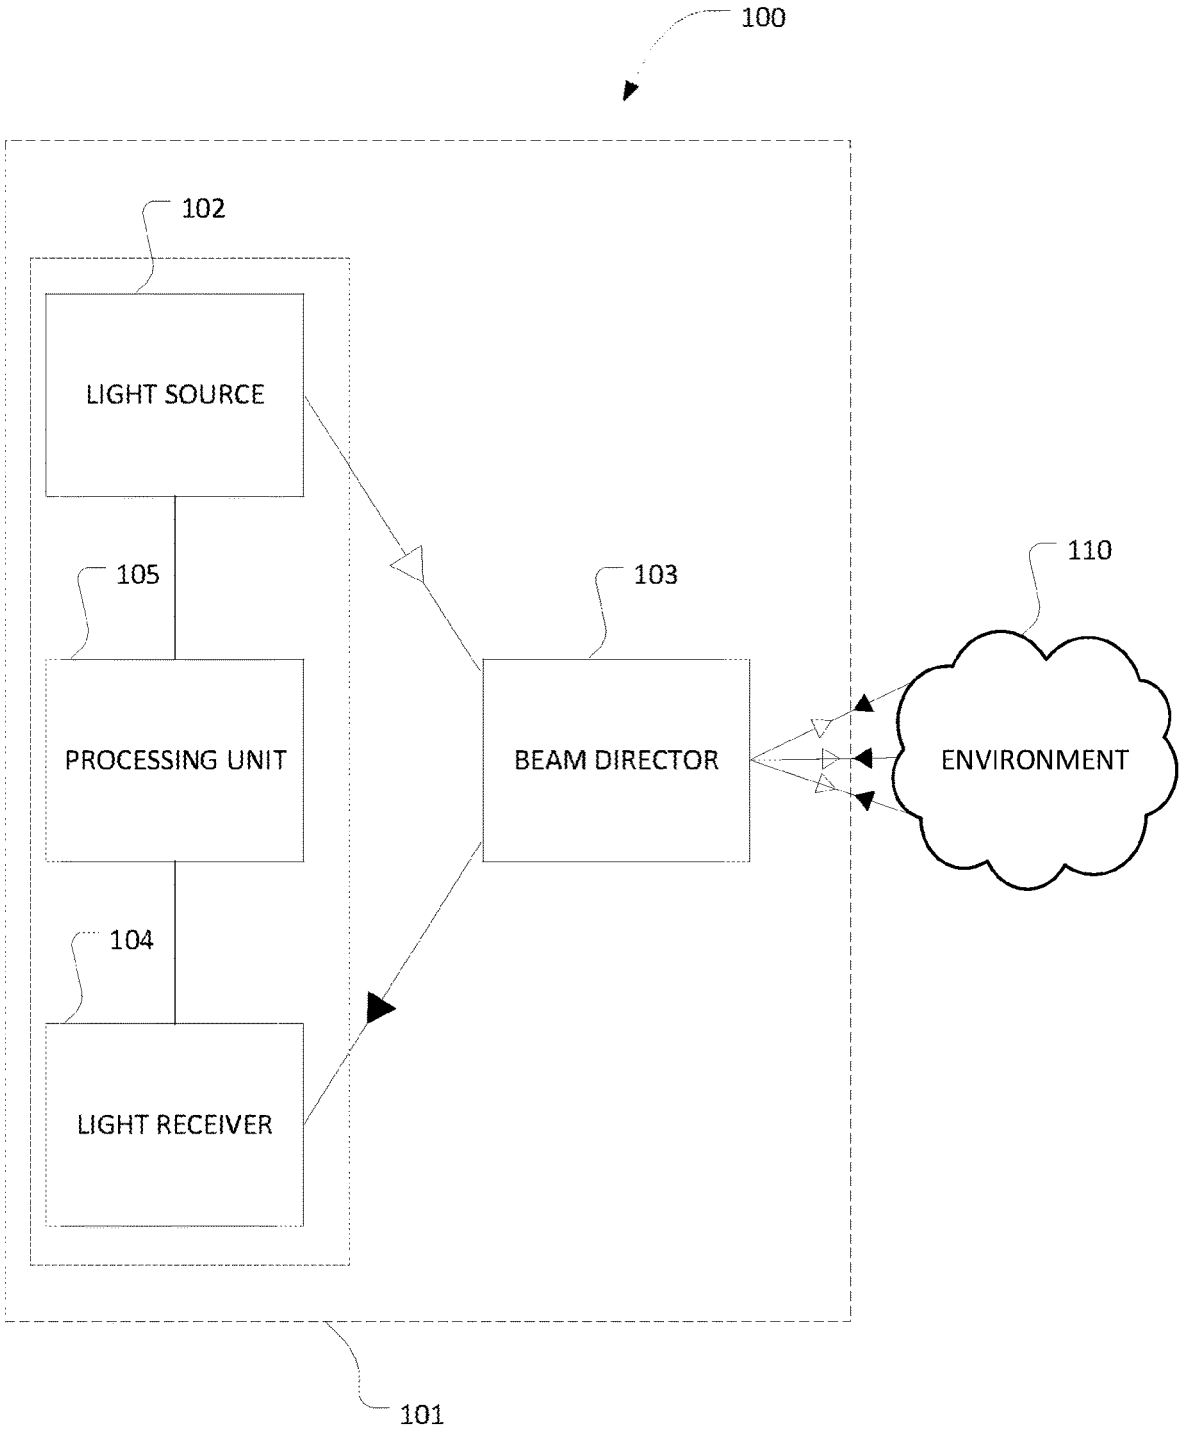 100
102
LIGHT SOURCE
105
103
110
PROCESSING UNIT
BEAM DIRECTOR
ENVIRONMENT
104
LIGHT RECEIVER
101